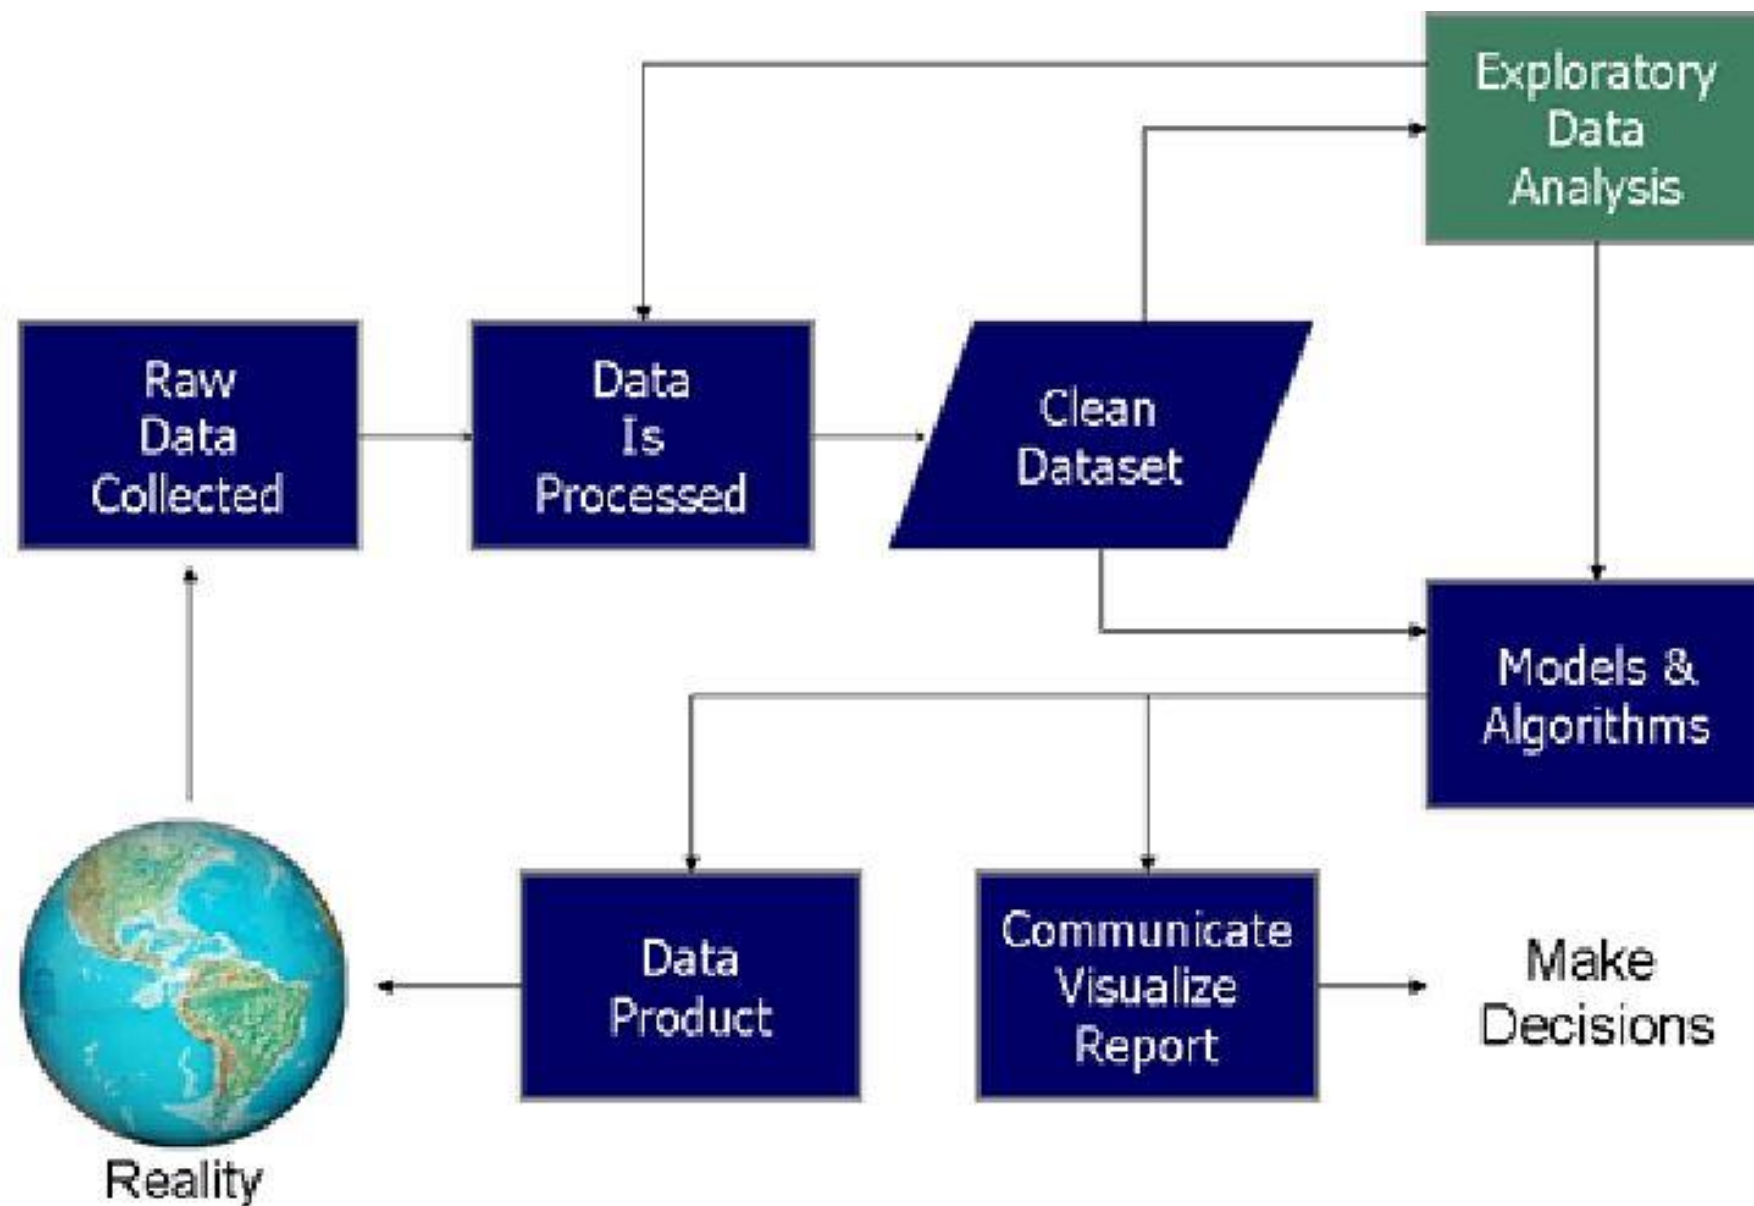 Exploratory
Data
Analysis
Raw
Data
Collected
Data
Is
Processed
Clean
Dataset
Models &
Algorithms
Data
Product
Communicate
Visualize
Report
Make
Decisions
Reality